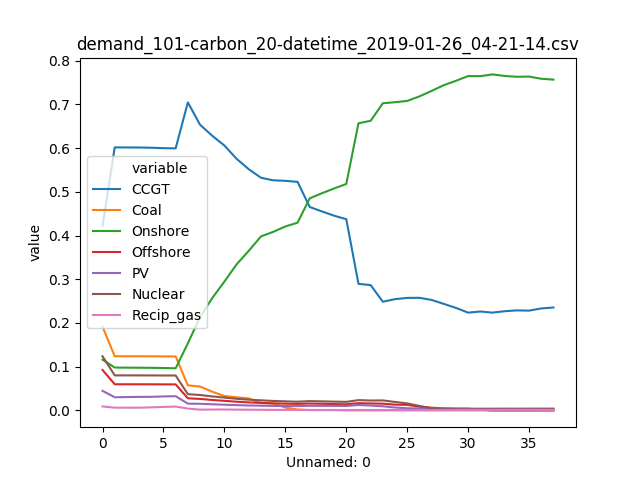 demand_101-carbon_20-datetime_2019-01-26_04-21-14.csv
0.8
0.7
0.6
0.5
0.4
0.3
0.2
0.1
0.0
value
variable
CCGT
Coal
Onshore
Offshore
PV
Nuclear
Recip_gas
0 5 10 15 20 25 30 35
Unnamed: 0